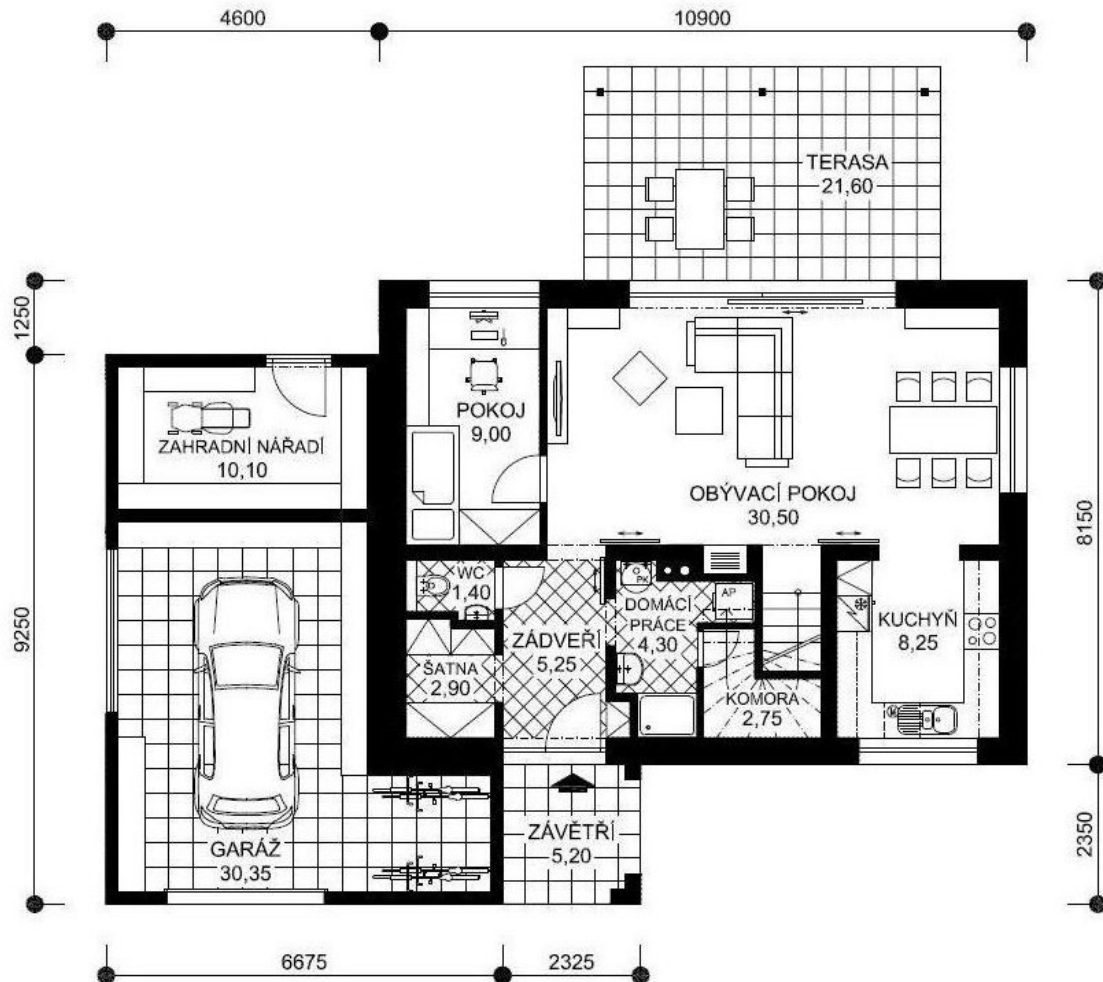 4600
10900
TERASA
21,60
1250
POKOJ
9,00
ZAHRADNÍ NÁŘADÍ
10,10
OBÝVACÍ POKOJ
30,50
8150
9250
WC
1,40
PK
AP
DOMÁCÍ
PRÁCE
4,30
ZÁDVEŘÍ
5,25
KUCHYŇ
8,25
ŠATNA
2,90
KOMORA
2,75
GARÁŽ
30,35
ZÁVĚTŘÍ
5,20
2350
6675
2325